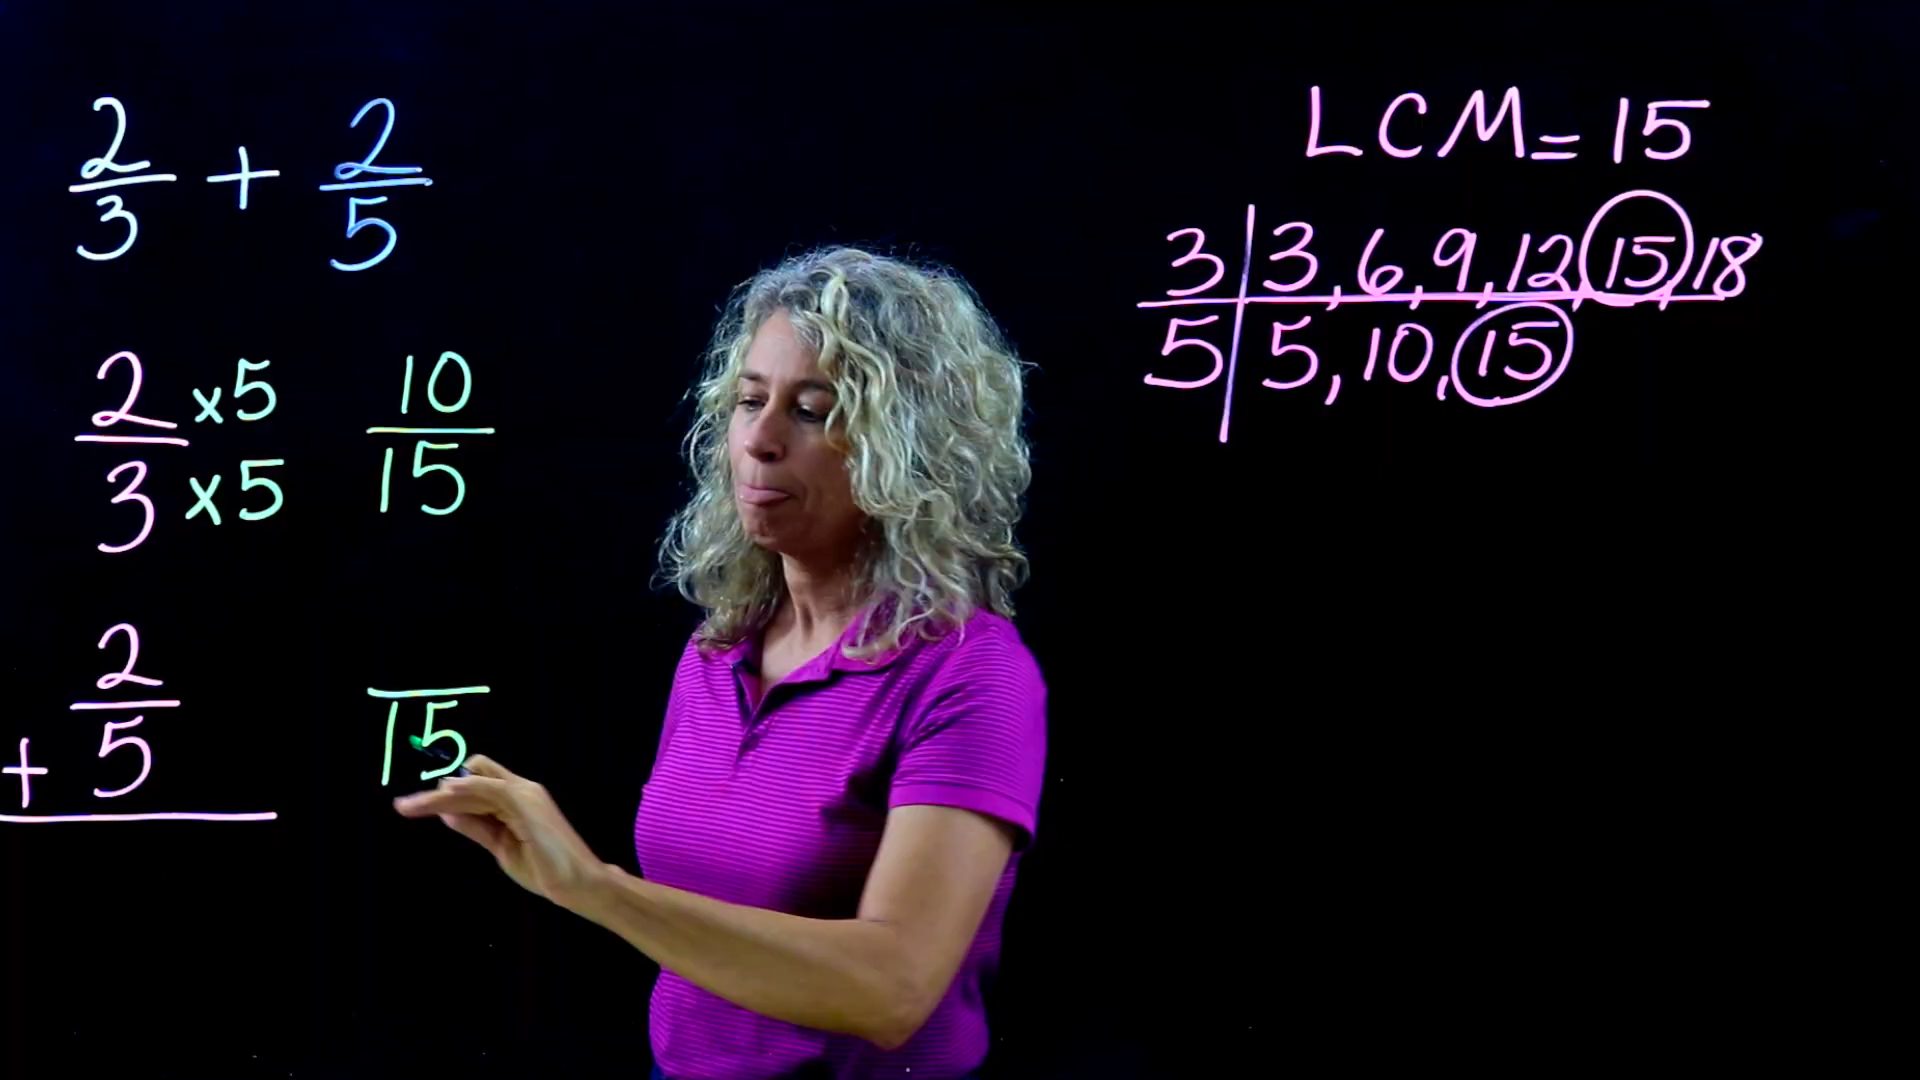 2/3 + 2/5
2/3 x5 x5 10/15
+ 2/5 /15
LCM = 15
3 | 3, 6, 9, 12, 15, 18
5 | 5, 10, 15